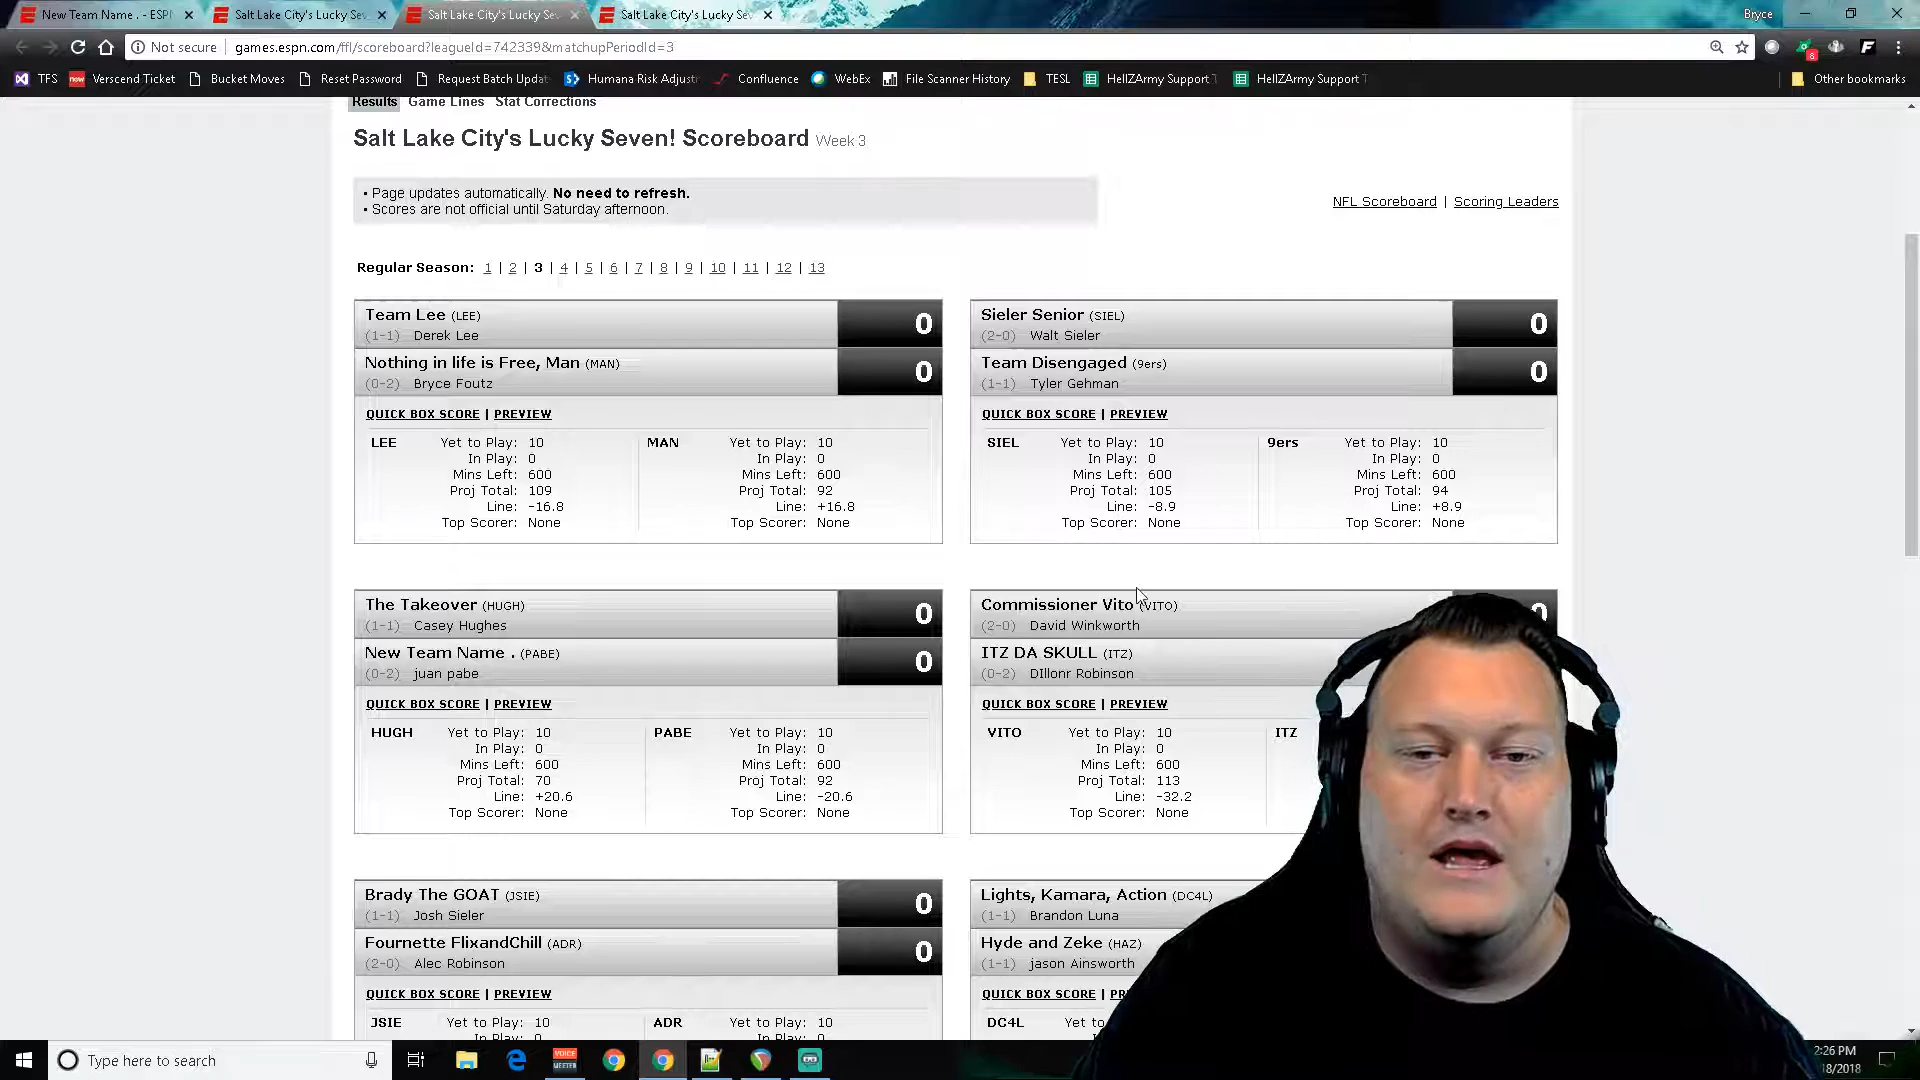 New Team Name . - ESPN
Salt Lake City's Lucky Sev
Salt Lake City's Lucky Sev
Salt Lake City's Lucky Sev
Bryce
Not secure | games.espn.com/ffl/scoreboard?leagueId=742339&matchupPeriodId=3
TFS Verscend Ticket Bucket Moves Reset Password Request Batch Updat Humana Risk Adjust Confluence WebEx File Scanner History TESL HellZArmy Support T HellZArmy Support T Other bookmarks
Results Game Lines Stat Corrections
Salt Lake City's Lucky Seven! Scoreboard Week 3
• Page updates automatically. No need to refresh.
• Scores are not official until Saturday afternoon.
NFL Scoreboard | Scoring Leaders
Regular Season: 1 | 2 | 3 | 4 | 5 | 6 | 7 | 8 | 9 | 10 | 11 | 12 | 13
Team Lee (LEE) 0
(1-1) Derek Lee
Nothing in life is Free, Man (MAN) 0
(0-2) Bryce Foutz
QUICK BOX SCORE | PREVIEW
LEE Yet to Play: 10 MAN Yet to Play: 10
In Play: 0 In Play: 0
Mins Left: 600 Mins Left: 600
Proj Total: 109 Proj Total: 92
Line: -16.8 Line: +16.8
Top Scorer: None Top Scorer: None
Sieler Senior (SIEL) 0
(2-0) Walt Sieler
Team Disengaged (9ers) 0
(1-1) Tyler Gehman
QUICK BOX SCORE | PREVIEW
SIEL Yet to Play: 10 9ers Yet to Play: 10
In Play: 0 In Play: 0
Mins Left: 600 Mins Left: 600
Proj Total: 105 Proj Total: 94
Line: -8.9 Line: +8.9
Top Scorer: None Top Scorer: None
The Takeover (HUGH) 0
(1-1) Casey Hughes
New Team Name . (PABE) 0
(0-2) juan pabe
QUICK BOX SCORE | PREVIEW
HUGH Yet to Play: 10 PABE Yet to Play: 10
In Play: 0 In Play: 0
Mins Left: 600 Mins Left: 600
Proj Total: 70 Proj Total: 92
Line: +20.6 Line: -20.6
Top Scorer: None Top Scorer: None
Commissioner Vito (VITO) 0
(2-0) David Winkworth
ITZ DA SKULL (ITZ)
(0-2) DIllonr Robinson
QUICK BOX SCORE | PREVIEW
VITO Yet to Play: 10 ITZ
In Play: 0
Mins Left: 600
Proj Total: 113
Line: -32.2
Top Scorer: None
Brady The GOAT (JSIE) 0
(1-1) Josh Sieler
Fournette FlixandChill (ADR) 0
(2-0) Alec Robinson
QUICK BOX SCORE | PREVIEW
JSIE Yet to Play: 10 ADR Yet to Play: 10
In Play: 0 In Play: 0
Lights, Kamara, Action (DC4L)
(1-1) Brandon Luna
Hyde and Zeke (HAZ)
(1-1) jason Ainsworth
QUICK BOX SCORE | PR
DC4L Yet to
Type here to search
VOICE MEETER
2:26 PM
18/2018